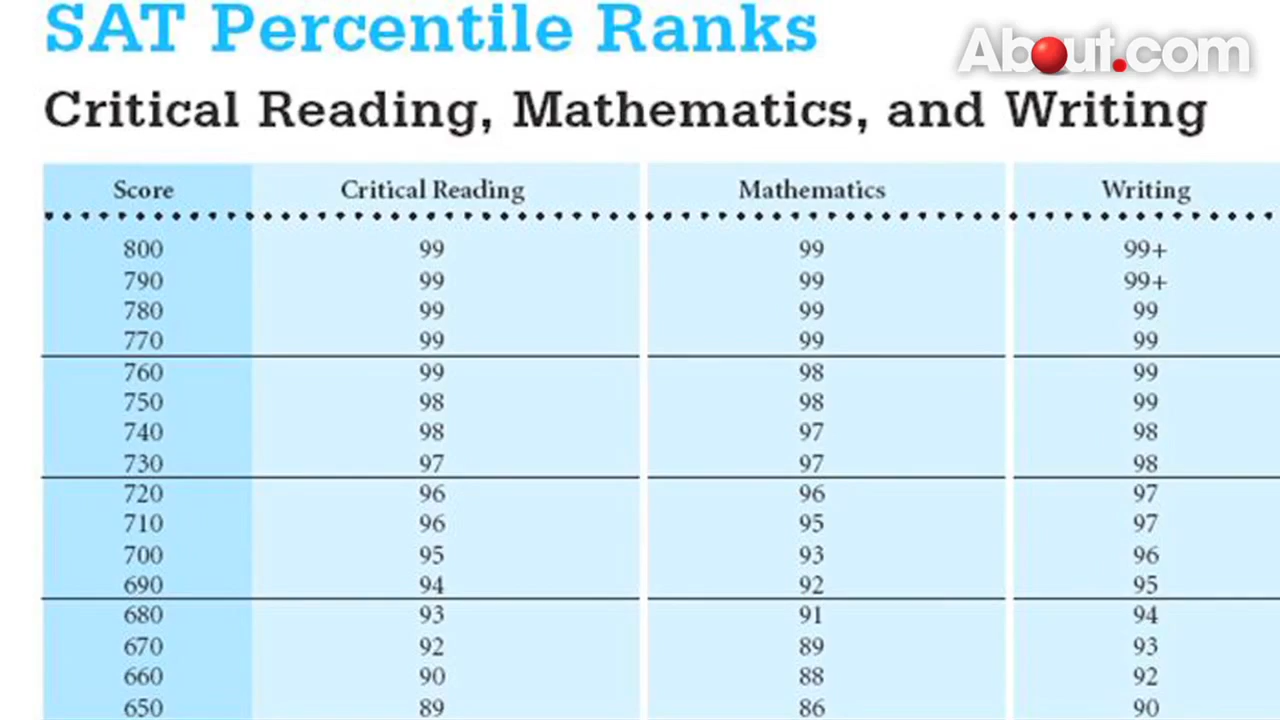 SAT Percentile Ranks
About.com
Critical Reading, Mathematics, and Writing
Score Critical Reading Mathematics Writing
800 99 99 99+
790 99 99 99+
780 99 99 99
770 99 99 99
760 99 98 99
750 98 98 99
740 98 97 98
730 97 97 98
720 96 96 97
710 96 95 97
700 95 93 96
690 94 92 95
680 93 91 94
670 92 89 93
660 90 88 92
650 89 86 90